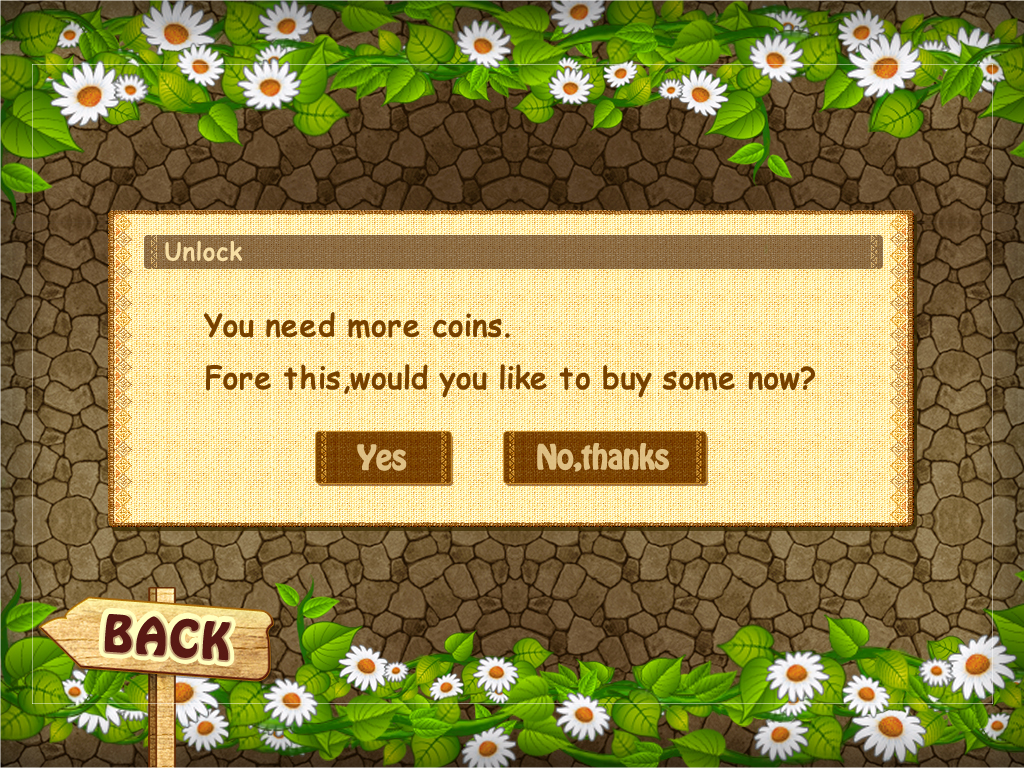 Unlock
You need more coins.
Fore this,would you like to buy some now?
Yes
No,thanks
BACK